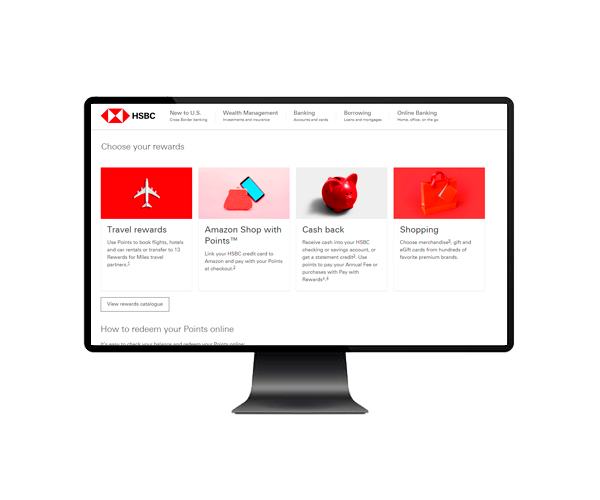 HSBC
New to U.S. Wealth Management Banking Borrowing Online Banking
Cross Border banking Investments and insurance Accounts and cards Loans and mortgages Home, office, on the go
Choose your rewards
Travel rewards
Use Points to book flights, hotels
and car rentals or transfer to 13
Rewards for Miles travel
partners.1
Amazon Shop with
Points™
Link your HSBC credit card to
Amazon and pay with your Points
at checkout.2
Cash back
Receive cash into your HSBC
checking or savings account, or
get a statement credit3. Use
points to pay your Annual Fee or
purchases with Pay with
Rewards
Shopping
Choose merchandise5, gift and
eGift cards from hundreds of
favorite premium brands.
View rewards catalogue
How to redeem your Points online
It's easy to check your balance and redeem your Points online: